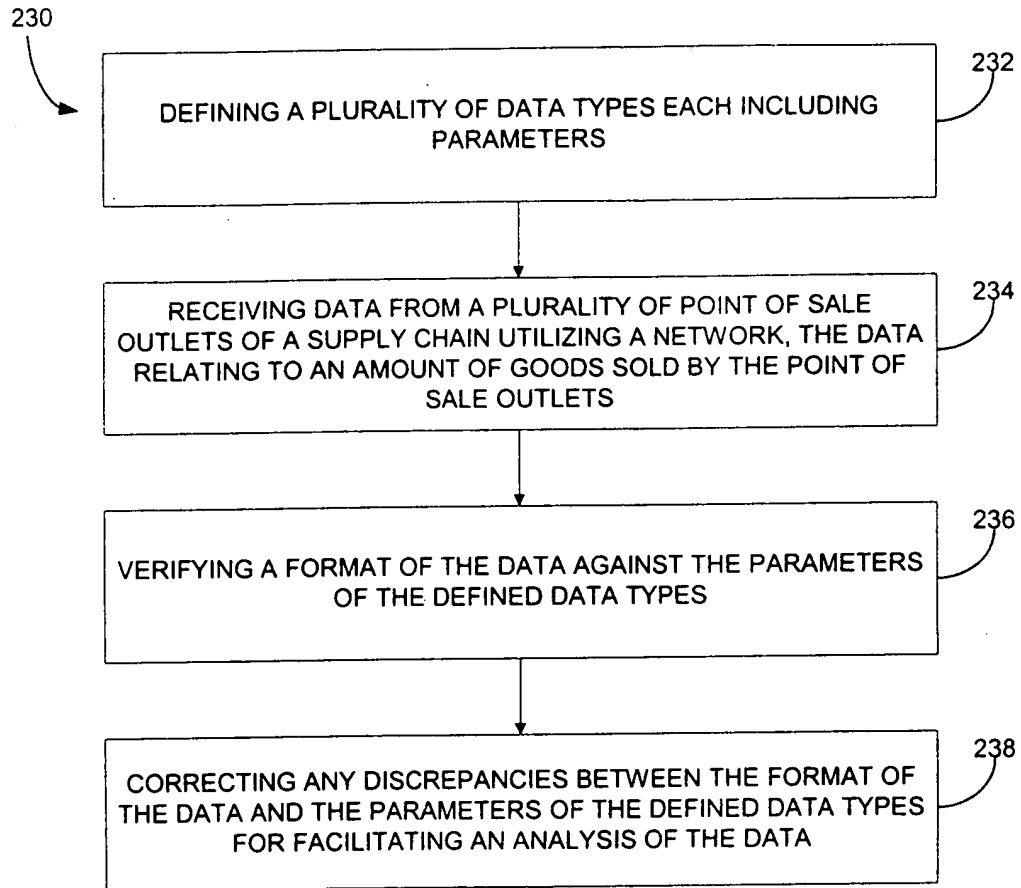 230
232
DEFINING A PLURALITY OF DATA TYPES EACH INCLUDING
PARAMETERS
234
RECEIVING DATA FROM A PLURALITY OF POINT OF SALE
OUTLETS OF A SUPPLY CHAIN UTILIZING A NETWORK, THE DATA
RELATING TO AN AMOUNT OF GOODS SOLD BY THE POINT OF
SALE OUTLETS
236
VERIFYING A FORMAT OF THE DATA AGAINST THE PARAMETERS
OF THE DEFINED DATA TYPES
238
CORRECTING ANY DISCREPANCIES BETWEEN THE FORMAT OF
THE DATA AND THE PARAMETERS OF THE DEFINED DATA TYPES
FOR FACILITATING AN ANALYSIS OF THE DATA